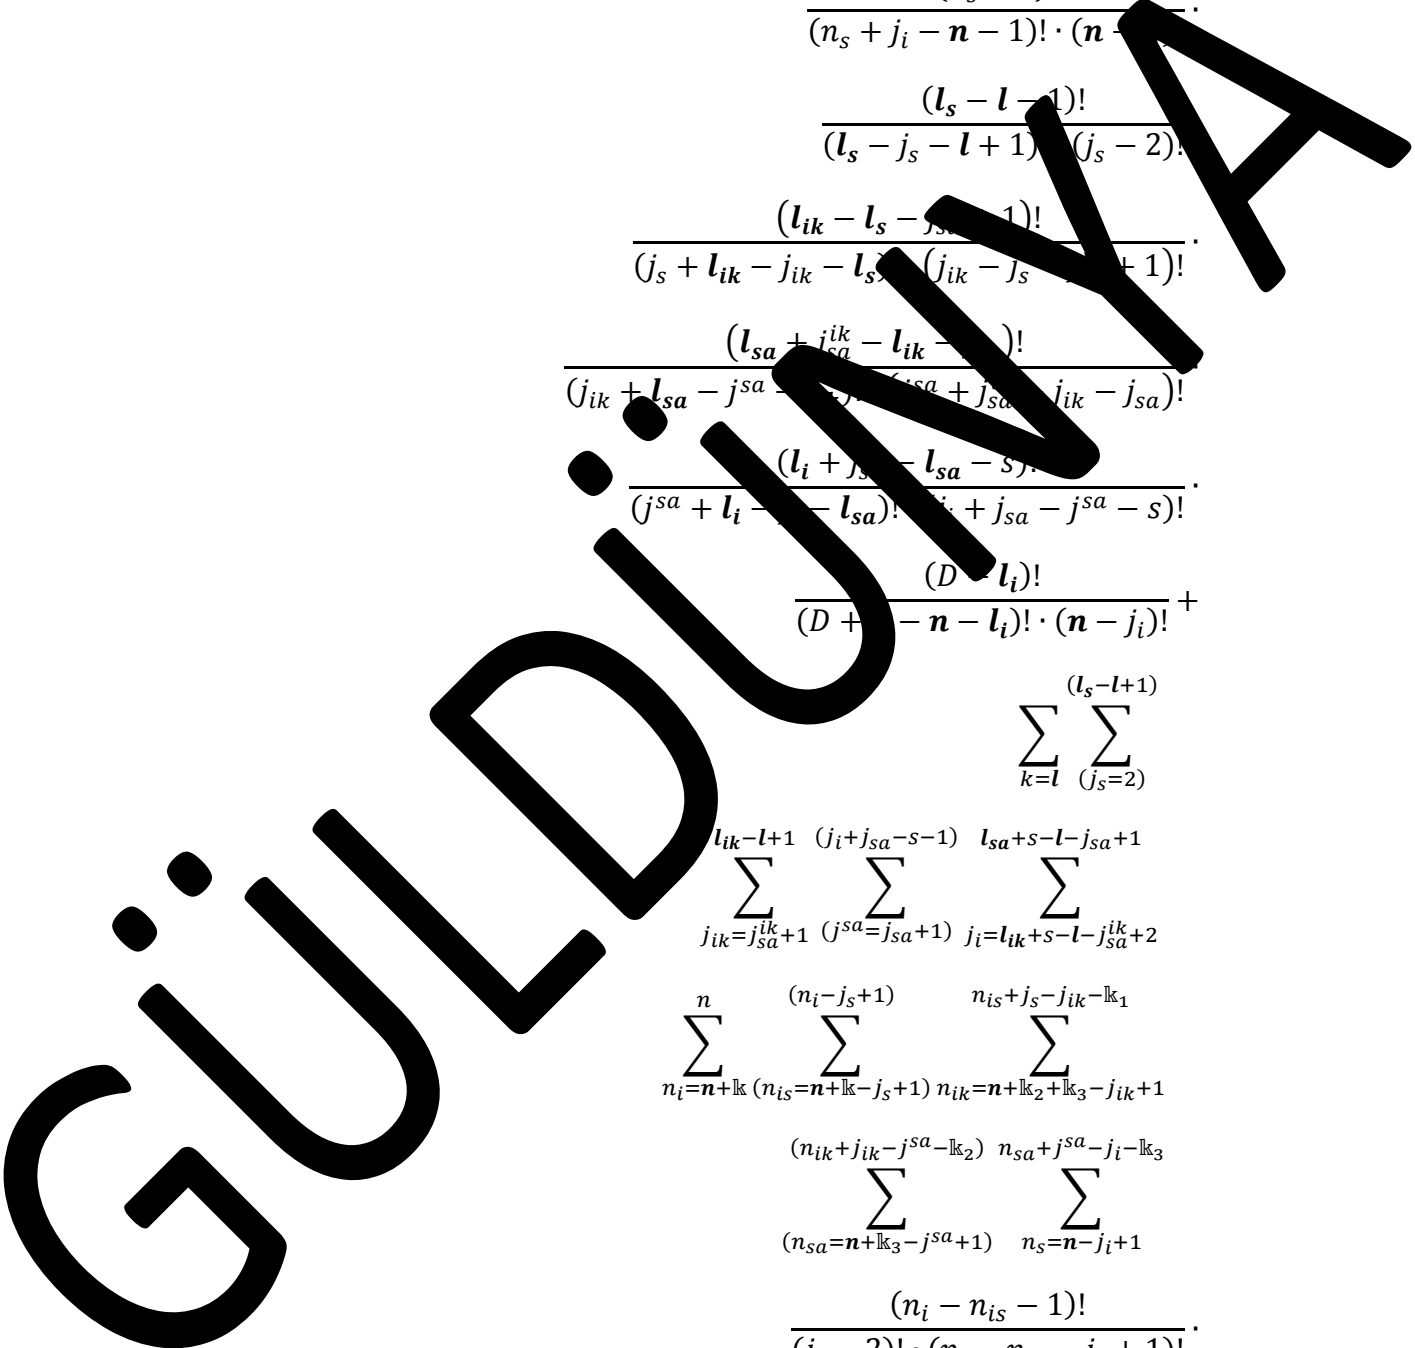 (n_s + j_i − n − 1)! · (n
(l_s − l − 1)!
(l_s − j_s − l + 1) (j_s − 2)!
(l_ik − l_s − 1)!
(j_s + l_ik − j_ik − l_s) (j_ik − j_s + 1)! ·
(l_sa + j_sa^ik − l_ik − )!
(j_ik + l_sa − j^sa − + j_ik − j_sa)!
(l_i + j − l_sa − s)!
(j^sa + l_i − − l_sa)! + j_sa − j^sa − s)! ·
(D − l_i)!
(D + − n − l_i)! · (n − j_i)! +
(l_s−l+1)
∑ ∑
k=l (j_s=2)
l_ik−l+1 (j_i+j_sa−s−1) l_sa+s−l−j_sa+1
∑ ∑ ∑
j_ik=j_sa^ik+1 (j^sa=j_sa+1) j_i=l_ik+s−l−j_sa^ik+2
n (n_i−j_s+1) n_is+j_s−j_ik−𝕜_1
∑ ∑ ∑
n_i=n+𝕜 (n_is=n+𝕜−j_s+1) n_ik=n+𝕜_2+𝕜_3−j_ik+1
(n_ik+j_ik−j^sa−𝕜_2) n_sa+j^sa−j_i−𝕜_3
∑ ∑
(n_sa=n+𝕜_3−j^sa+1) n_s=n−j_i+1
(n_i − n_is − 1)! ·
GÜLDÜNYA